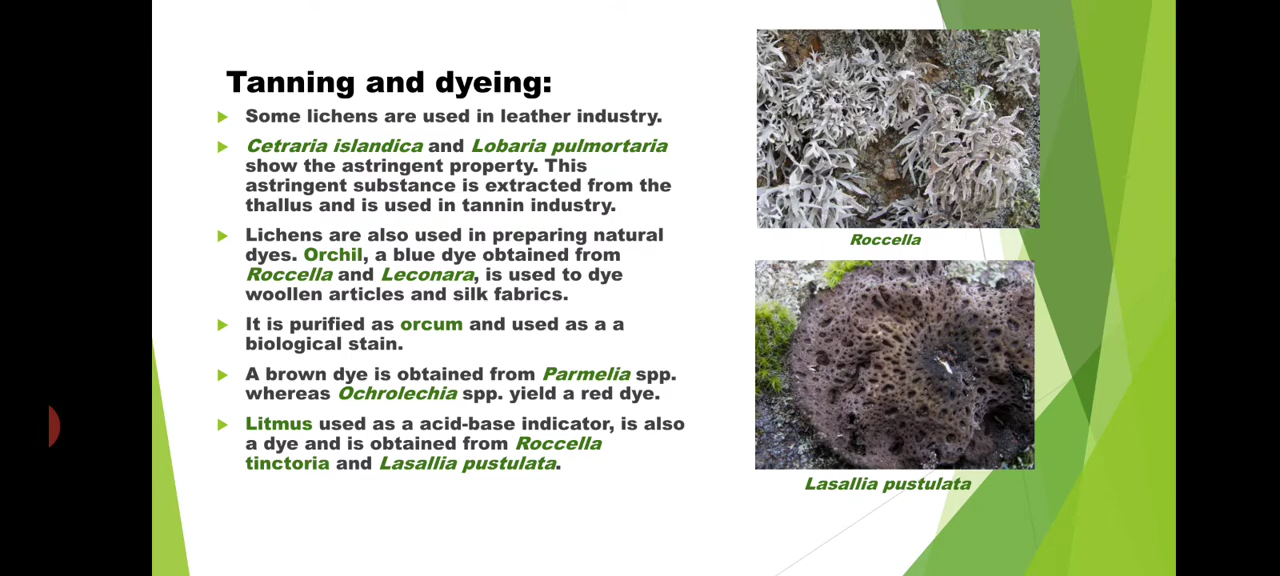 Tanning and dyeing:
Some lichens are used in leather industry.
Cetraria islandica and Lobaria pulmortaria
show the astringent property. This
astringent substance is extracted from the
thallus and is used in tannin industry.
Lichens are also used in preparing natural
dyes. Orchil, a blue dye obtained from
Roccella and Leconara, is used to dye
woollen articles and silk fabrics.
It is purified as orcum and used as a a
biological stain.
A brown dye is obtained from Parmelia spp.
whereas Ochrolechia spp. yield a red dye.
Litmus used as a acid-base indicator, is also
a dye and is obtained from Roccella
tinctoria and Lasallia pustulata.
Roccella
Lasallia pustulata